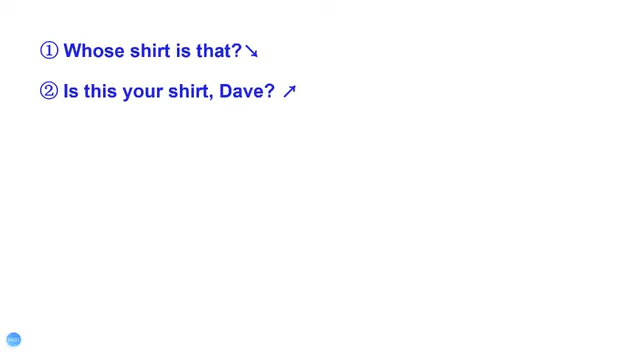 ① Whose shirt is that?↘
② Is this your shirt, Dave? ↗